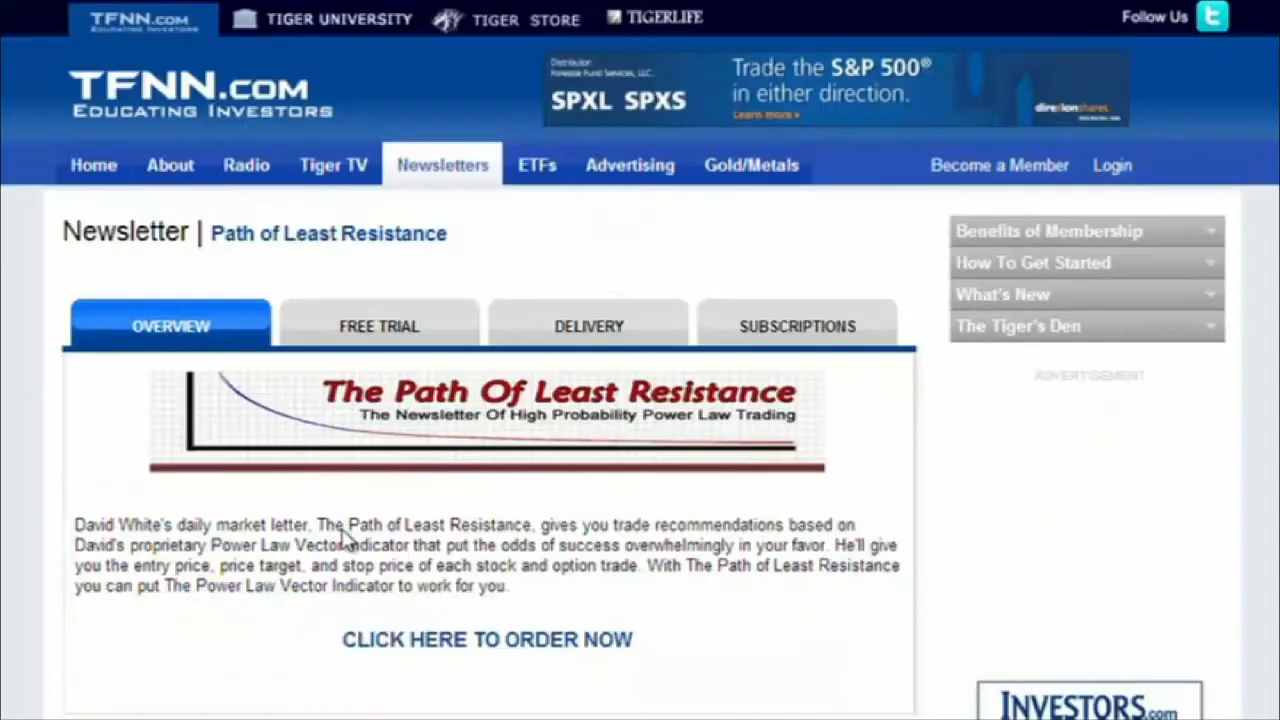 TFNN.COM
EDUCATING INVESTORS
TIGER UNIVERSITY
TIGER STORE
TIGERLIFE
Follow Us
TFNN.COM
EDUCATING INVESTORS
Distributor
Foreside Fund Services, LLC.
SPXL SPXS
Trade the S&P 500®
in either direction.
Learn more
direxionshares
Home About Radio Tiger TV Newsletters ETFs Advertising Gold/Metals Become a Member Login
Newsletter | Path of Least Resistance
Benefits of Membership
How To Get Started
What's New
The Tiger's Den
ADVERTISEMENT
OVERVIEW FREE TRIAL DELIVERY SUBSCRIPTIONS
The Path Of Least Resistance
The Newsletter Of High Probability Power Law Trading
David White's daily market letter, The Path of Least Resistance, gives you trade recommendations based on
David's proprietary Power Law Vector Indicator that put the odds of success overwhelmingly in your favor. He'll give
you the entry price, price target, and stop price of each stock and option trade. With The Path of Least Resistance
you can put The Power Law Vector Indicator to work for you.
CLICK HERE TO ORDER NOW
INVESTORS.com